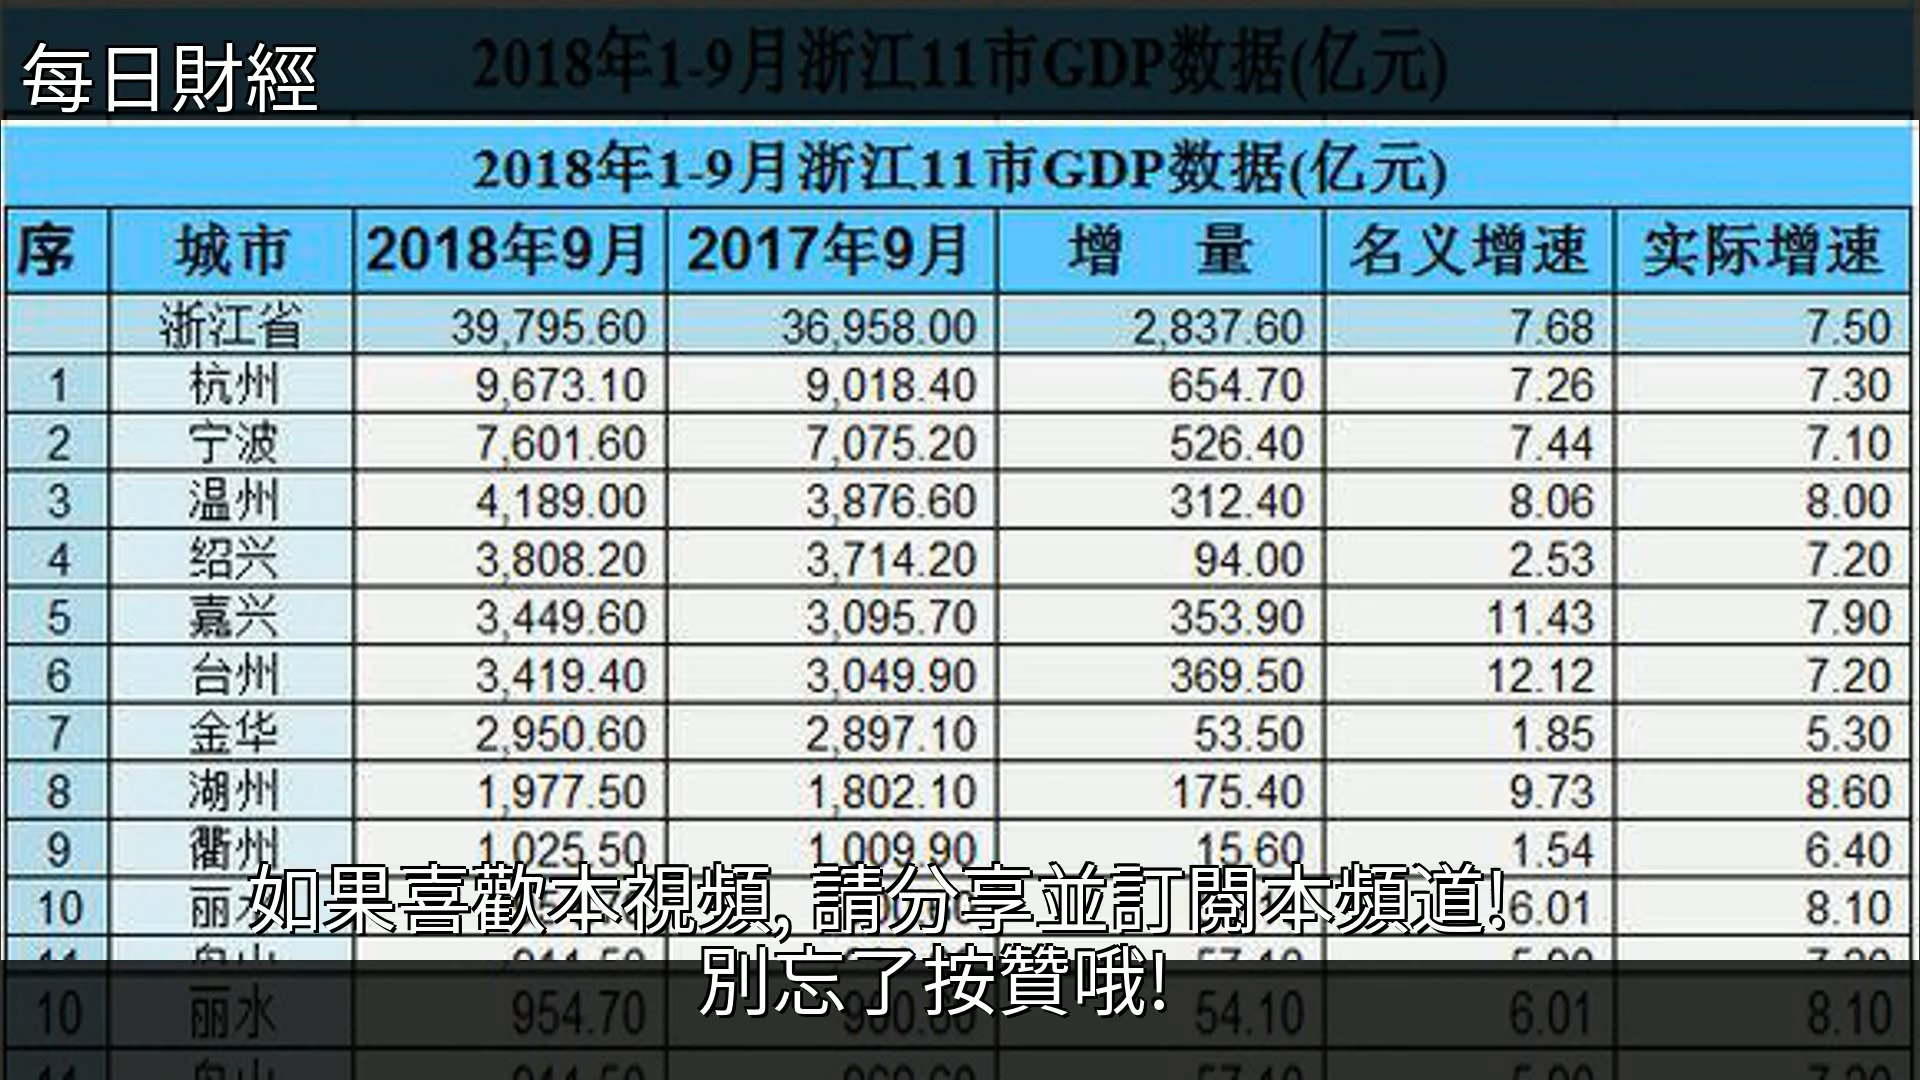 每日財經
2018年1-9月浙江11市GDP数据(亿元)
2018年1-9月浙江11市GDP数据(亿元)
序 城市 2018年9月 2017年9月 增 量 名义增速 实际增速
浙江省 39,795.60 36,958.00 2,837.60 7.68 7.50
1 杭州 9,673.10 9,018.40 654.70 7.26 7.30
2 宁波 7,601.60 7,075.20 526.40 7.44 7.10
3 温州 4,189.00 3,876.60 312.40 8.06 8.00
4 绍兴 3,808.20 3,714.20 94.00 2.53 7.20
5 嘉兴 3,449.60 3,095.70 353.90 11.43 7.90
6 台州 3,419.40 3,049.90 369.50 12.12 7.20
7 金华 2,950.60 2,897.10 53.50 1.85 5.30
8 湖州 1,977.50 1,802.10 175.40 9.73 8.60
9 衢州 1,025.50 1,009.90 15.60 1.54 6.40
10 丽水 6.01 8.10
如果喜歡本視頻, 請分享並訂閱本頻道!
別忘了按贊哦!
10 丽水 954.70 900.60 54.10 6.01 8.10